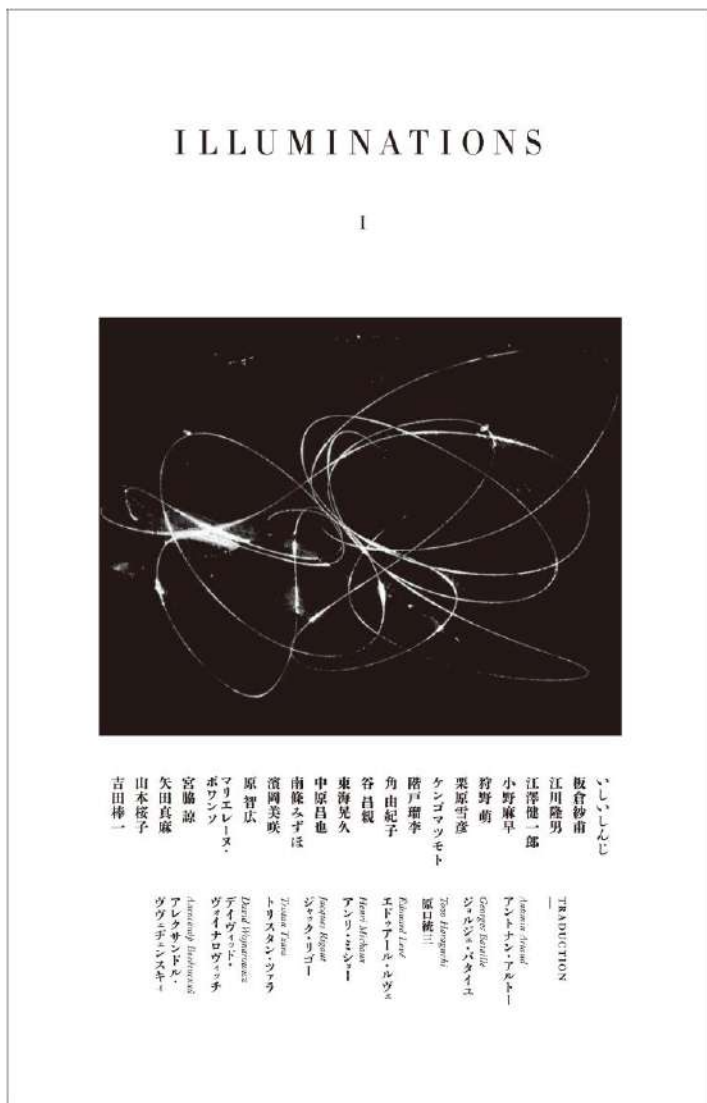 ILLUMINATIONS
I
いしいしんじ
板倉紗甫
江川隆男
江澤健一郎
小野麻早
狩野 萌
栗原雪彦
ケンゴマツモト
階戸瑠李
角 由紀子
谷 昌親
東海晃久
中原昌也
南條みずほ
濱岡美咲
原 智広
マリエレーヌ・
ポワンソ
宮脇 諒
矢田真麻
山本桜子
吉田棒一
TRADUCTION
—
Antonin Artaud
アントナン・アルトー
Georges Bataille
ジョルジュ・バタイユ
Tozo Haraguchi
原口統三
Édouard Levé
エドゥアール・ルヴェ
Henri Michaux
アンリ・ミショー
Jacques Rigaut
ジャック・リゴー
Tristan Tzara
トリスタン・ツァラ
David Wojnarowicz
デイヴィッド・
ヴォイナロヴィッチ
アレクサンドル・
ヴヴェヂェンスキィ